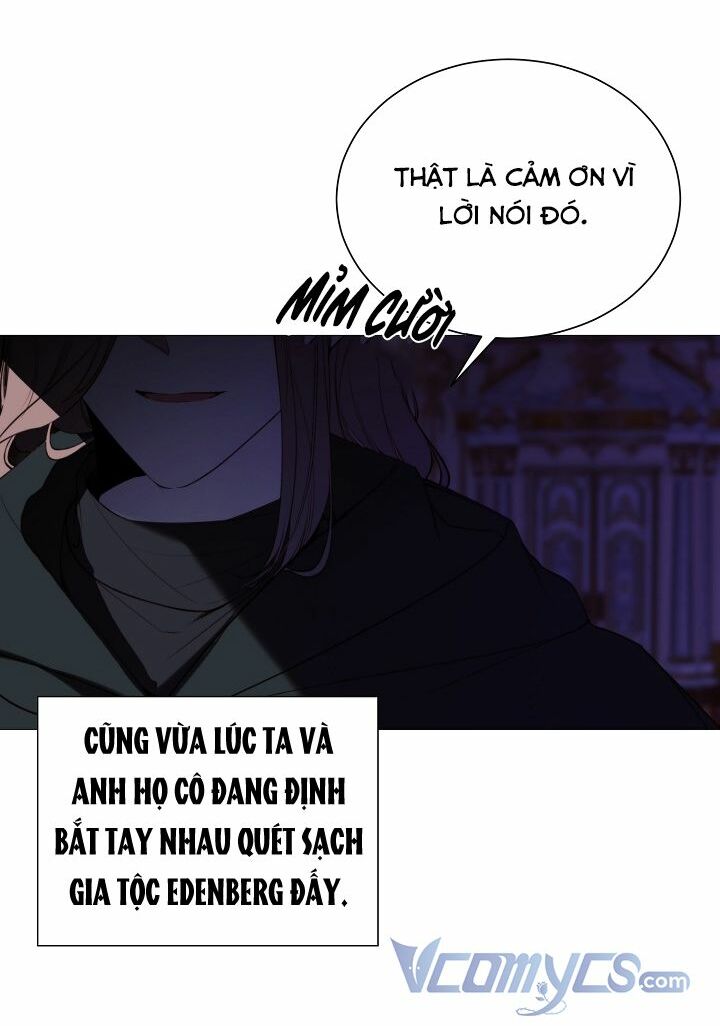 THẬT LÀ CẢM ƠN VÌ
LỜI NÓI ĐÓ.
MỈM CƯỜI
CŨNG VỪA LÚC TA VÀ
ANH HỌ CÔ ĐANG ĐỊNH
BẮT TAY NHAU QUÉT SẠCH
GIA TỘC EDENBERG ĐẤY.
VCOMYCS.com